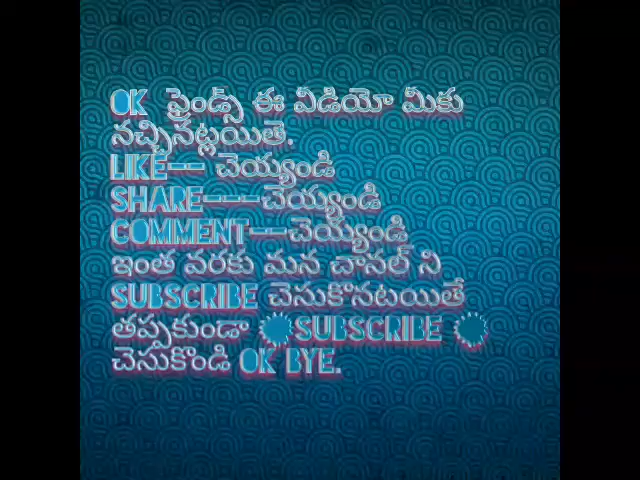 OK ఫ్రెండ్స్ ఈ వీడియో మీకు
నచ్చినట్లయితే.
LIKE--- చెయ్యండి
SHARE----చెయ్యండి
COMMENT---చెయ్యండి
ఇంత వరకు మన చానల్ ని
SUBSCRIBE చేసుకొనటయితే
తప్పకుండా SUBSCRIBE
చేసుకొండి OK BYE.